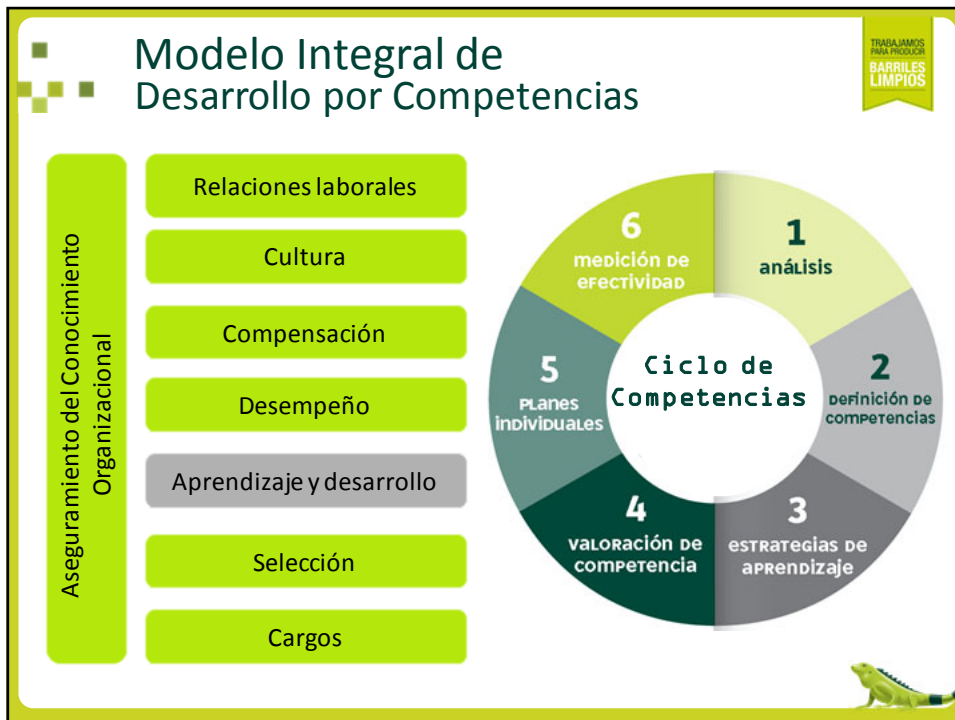 Modelo Integral de
Desarrollo por Competencias
TRABAJAMOS
PARA PRODUCIR
BARRILES
LIMPIOS
Aseguramiento del Conocimiento
Organizacional
Relaciones laborales
Cultura
Compensación
Desempeño
Aprendizaje y desarrollo
Selección
Cargos
Ciclo de
Competencias
1
análisis
2
Definición de
competencias
3
estrategias de
aprendizaje
4
valoración de
competencia
5
Planes
individuales
6
medición de
efectividad